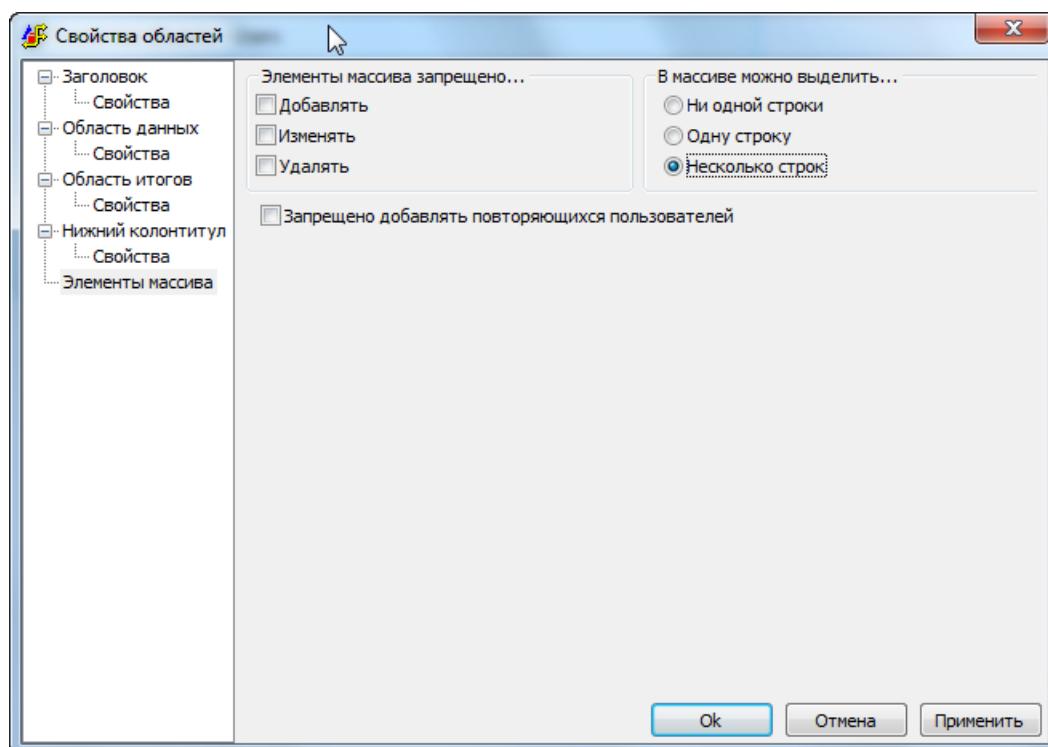 Свойства областей
Заголовок
Свойства
Область данных
Свойства
Область итогов
Свойства
Нижний колонтитул
Свойства
Элементы массива
Элементы массива запрещено...
Добавлять
Изменять
Удалять
В массиве можно выделить...
Ни одной строки
Одну строку
Несколько строк
Запрещено добавлять повторяющихся пользователей
Ok
Отмена
Применить